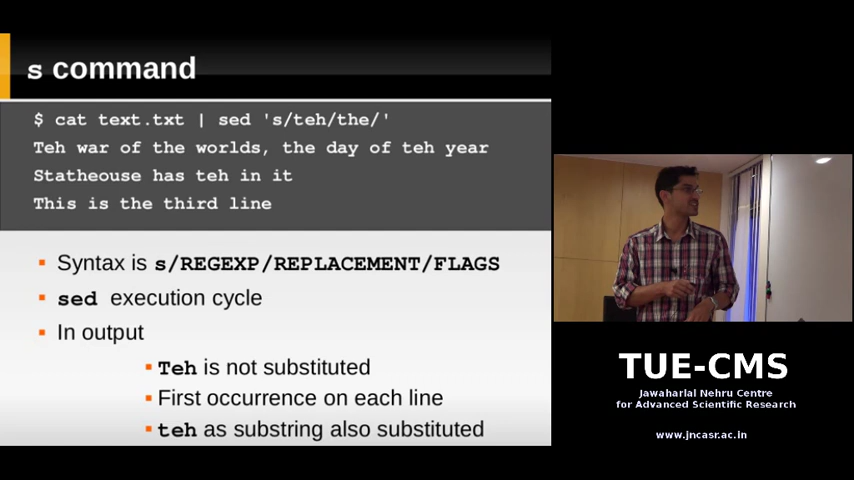 s command
$ cat text.txt | sed 's/teh/the/'
Teh war of the worlds, the day of teh year
Statheouse has teh in it
This is the third line
Syntax is s/REGEXP/REPLACEMENT/FLAGS
sed execution cycle
In output
Teh is not substituted
First occurrence on each line
teh as substring also substituted
TUE-CMS
Jawaharlal Nehru Centre
for Advanced Scientific Research
www.jncasr.ac.in